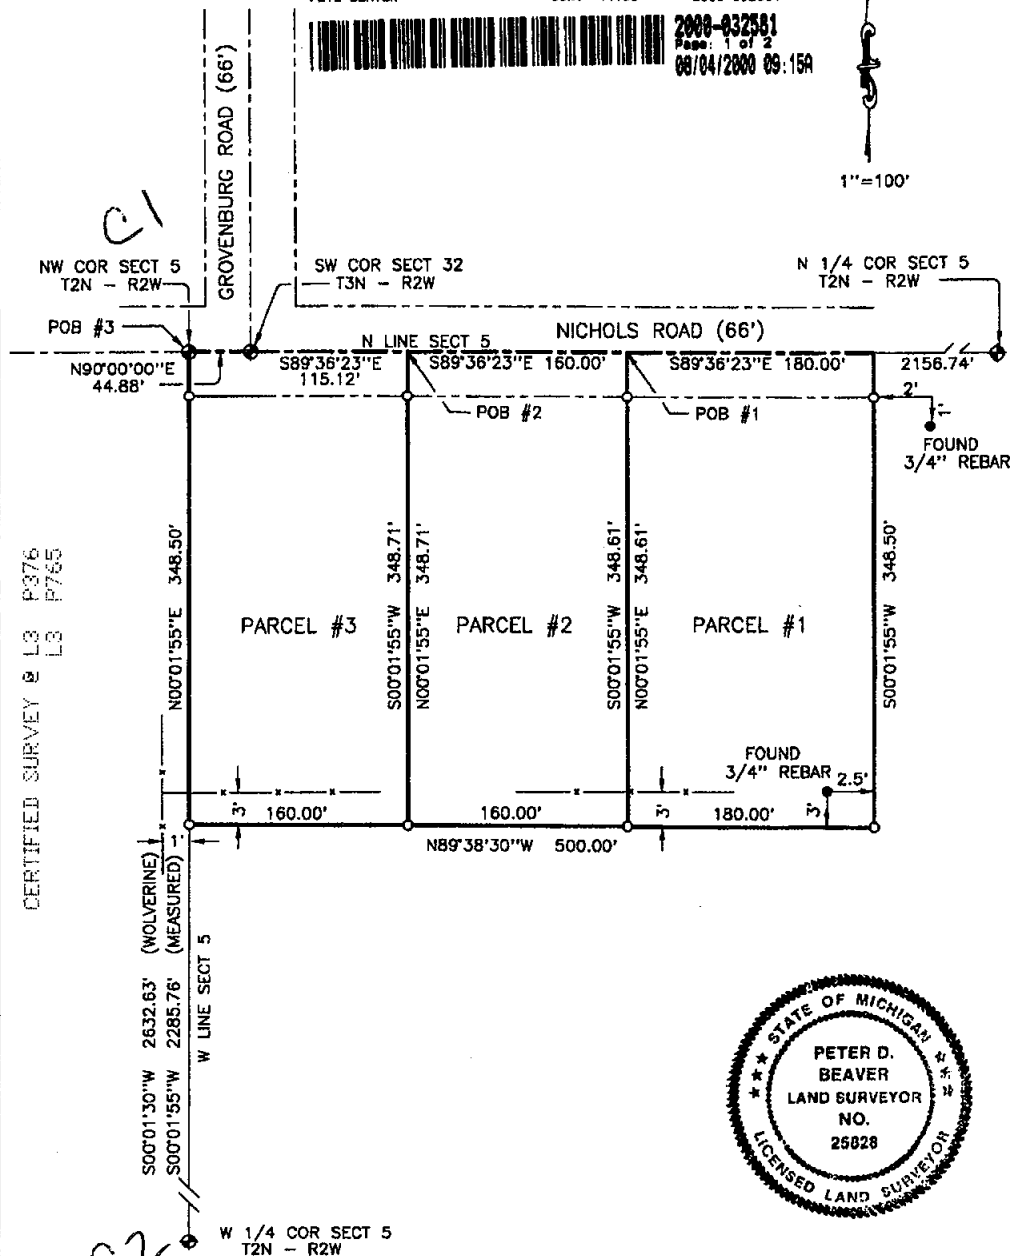 2000-032581
Page: 1 of 2
08/04/2000 09:15A
GROVENBURG ROAD (66')
1"=100'
C1
NW COR SECT 5
T2N - R2W
SW COR SECT 32
T3N - R2W
N 1/4 COR SECT 5
T2N - R2W
POB #3
N LINE SECT 5
NICHOLS ROAD (66')
N90°00'00"E
44.88'
S89°36'23"E
115.12'
S89°36'23"E 160.00'
S89°36'23"E 180.00'
2156.74'
POB #2
POB #1
2'
1'
FOUND
3/4" REBAR
CERTIFIED SURVEY @ L3 P376
L3 P765
N00°01'55"E 348.50'
S00°01'55"W 348.71'
N00°01'55"E 348.71'
S00°01'55"W 348.61'
N00°01'55"E 348.61'
S00°01'55"W 348.50'
PARCEL #3
PARCEL #2
PARCEL #1
FOUND
3/4" REBAR
2.5'
3'
160.00'
160.00'
3'
180.00'
3'
1'
N89°38'30"W 500.00'
S00°01'30"W 2632.63' (WOLVERINE)
S00°01'55"W 2285.76' (MEASURED)
W LINE SECT 5
STATE OF MICHIGAN
PETER D.
BEAVER
LAND SURVEYOR
NO.
25828
LICENSED LAND SURVEYOR
W 1/4 COR SECT 5
T2N - R2W